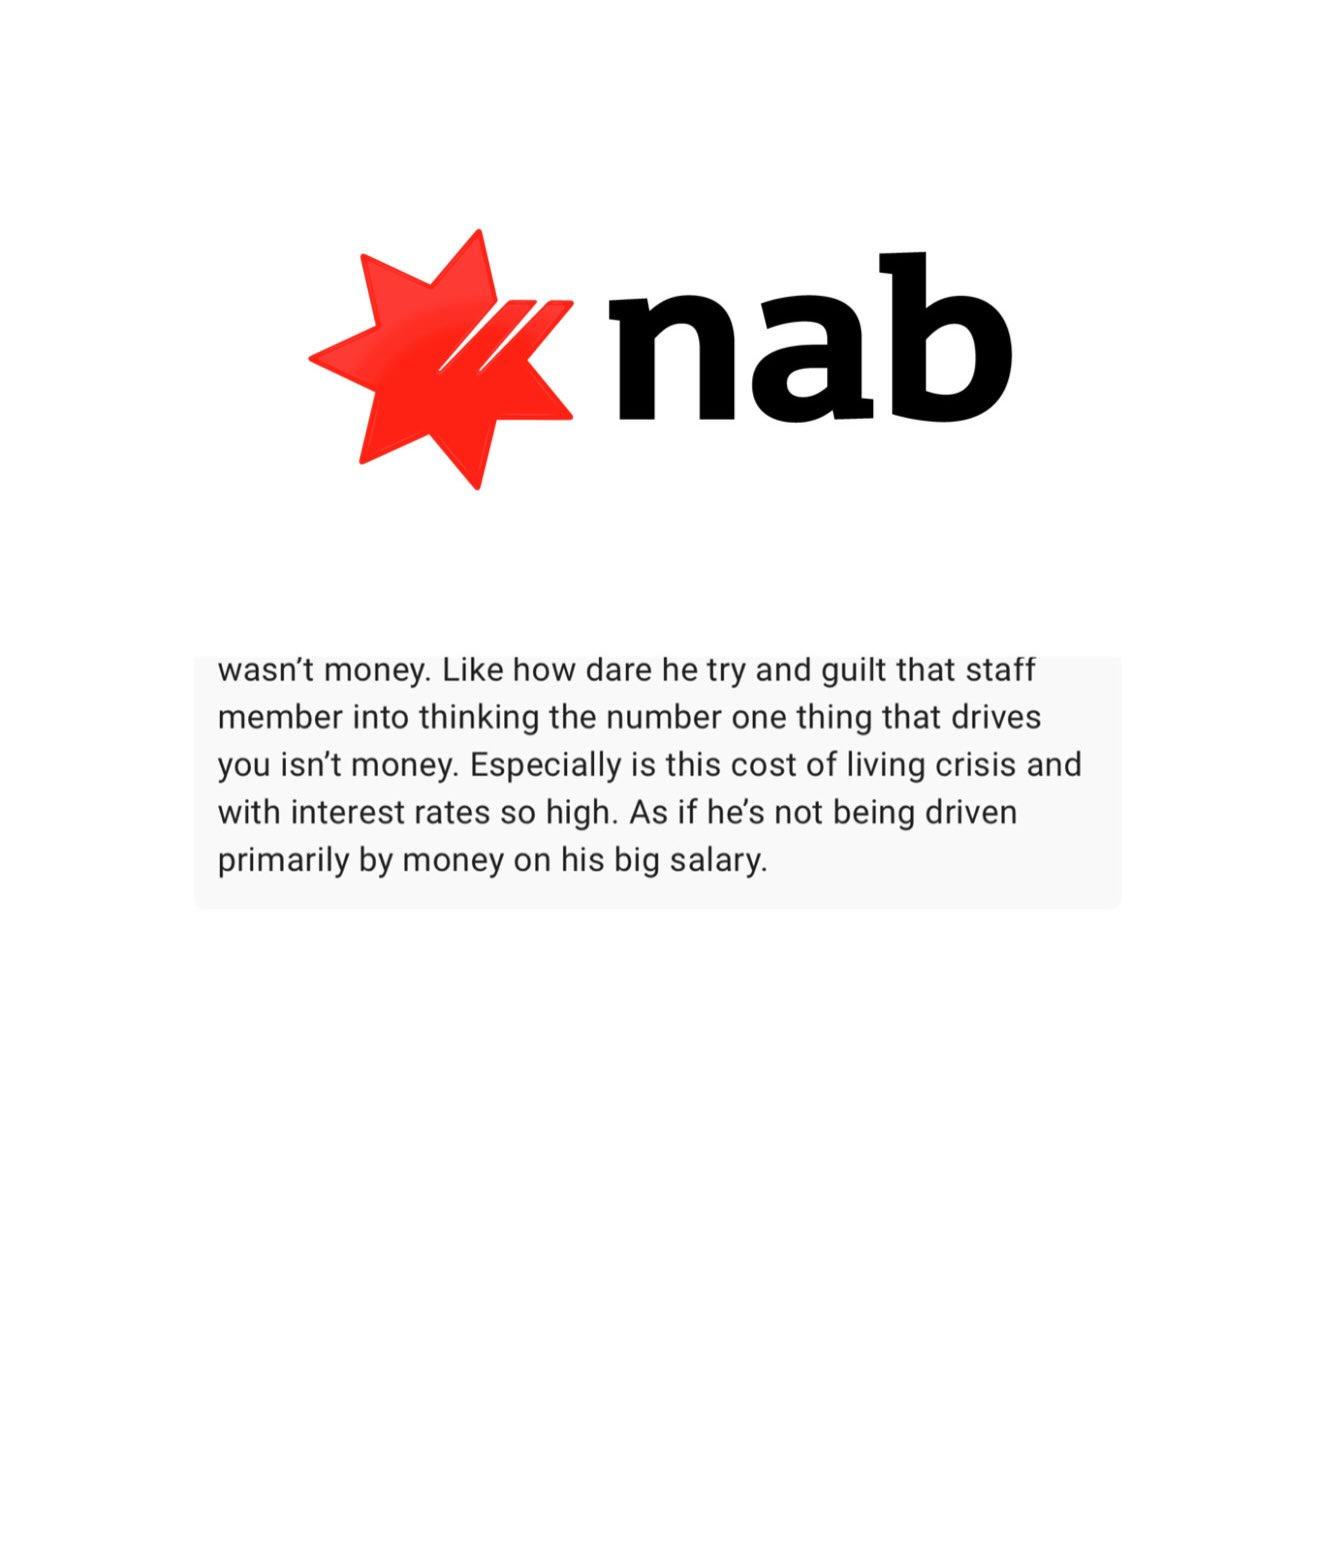 nab
wasn’t money. Like how dare he try and guilt that staff
member into thinking the number one thing that drives
you isn’t money. Especially is this cost of living crisis and
with interest rates so high. As if he’s not being driven
primarily by money on his big salary.